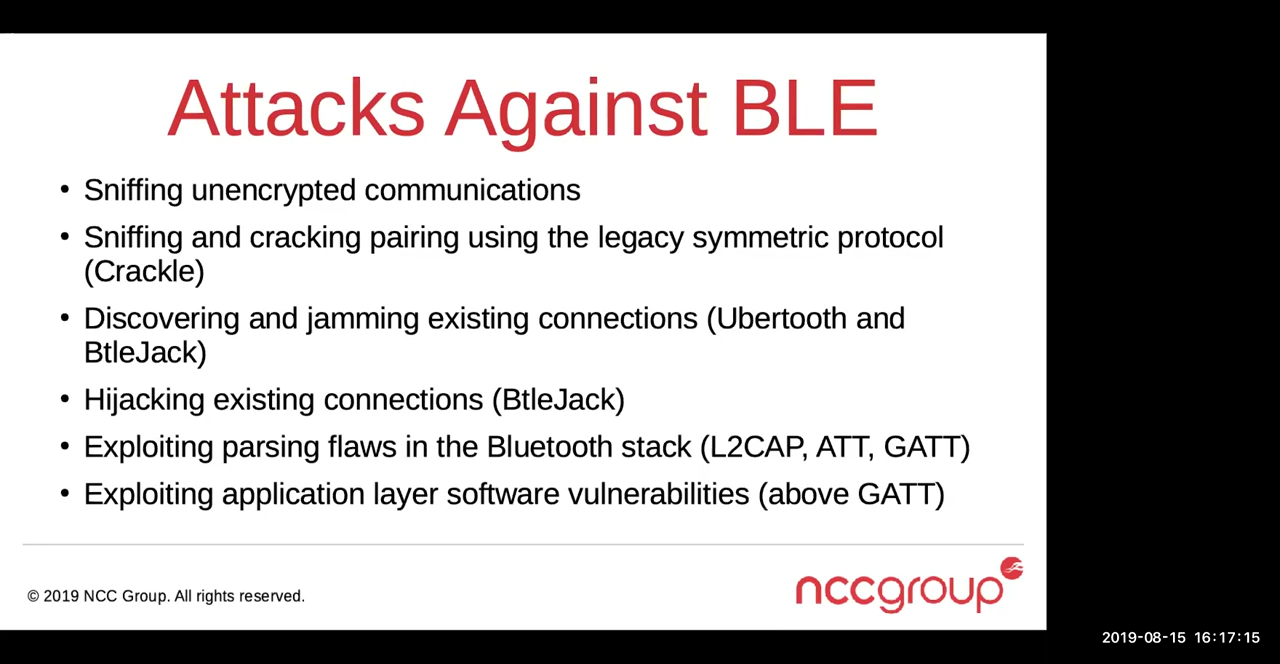 Attacks Against BLE
• Sniffing unencrypted communications
• Sniffing and cracking pairing using the legacy symmetric protocol
(Crackle)
• Discovering and jamming existing connections (Ubertooth and
BtleJack)
• Hijacking existing connections (BtleJack)
• Exploiting parsing flaws in the Bluetooth stack (L2CAP, ATT, GATT)
• Exploiting application layer software vulnerabilities (above GATT)
© 2019 NCC Group. All rights reserved.
nccgroup
2019-08-15 16:17:15